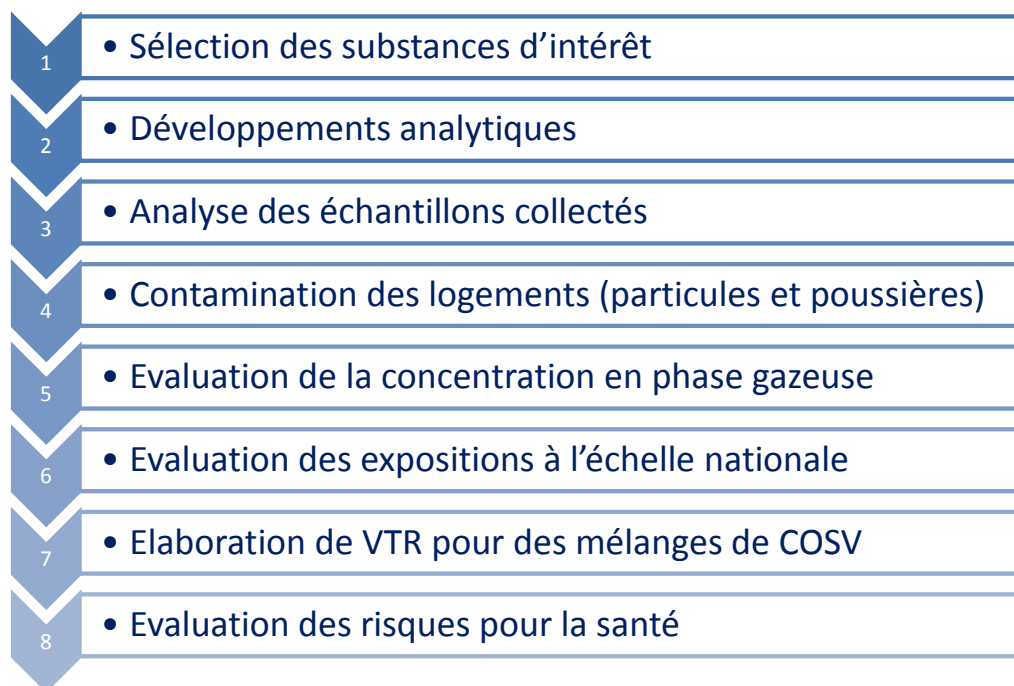 1 • Sélection des substances d’intérêt
2 • Développements analytiques
3 • Analyse des échantillons collectés
4 • Contamination des logements (particules et poussières)
5 • Evaluation de la concentration en phase gazeuse
6 • Evaluation des expositions à l’échelle nationale
7 • Elaboration de VTR pour des mélanges de COSV
8 • Evaluation des risques pour la santé